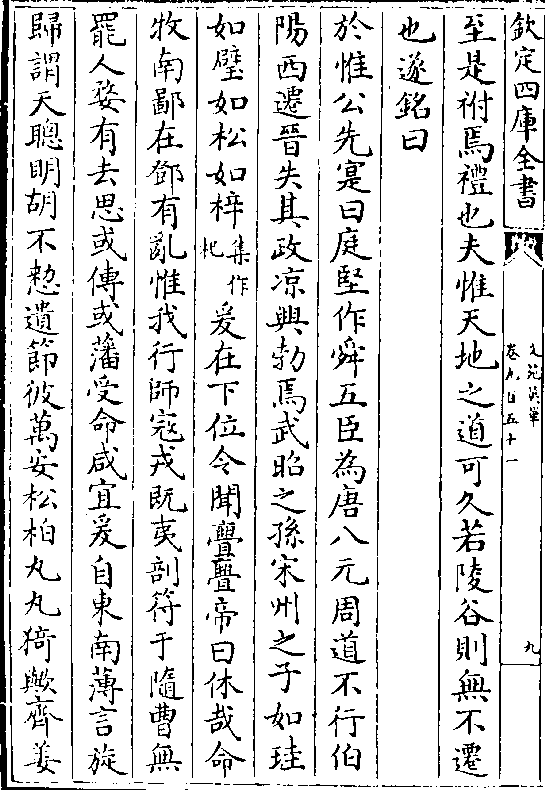 欽定四庫全書
文苑英華
卷九百五十一
九
至是祔焉禮也夫惟天地之道可久若陵谷則無不遷
也遂銘曰
於惟公先寔曰庭堅作舜五臣為唐八元周道不行伯
陽西遷晉失其政凉興勃焉武昭之孫宋州之子如珪
如璧如松如梓集作杞爰在下位令聞亹亹帝曰休哉命
牧南鄙在鄧有亂惟我行師寇戎既夷剖符于隨曹無
罷人婺有去思或傳或藩受命咸宜爰自東南薄言旋
歸謂天聰明胡不憖遺節彼萬安松柏丸丸猗歟齊姜